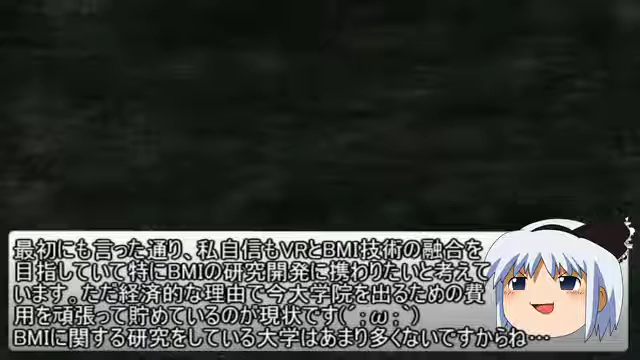 最初にも言った通り、私自信もVRとBMI技術の融合を
目指していて特にBMIの研究開発に携わりたいと考えて
います。ただ経済的な理由で今大学院を出るための費
用を頑張って貯めているのが現状です(´；ω；｀)
BMIに関する研究をしている大学はあまり多くないですからね…